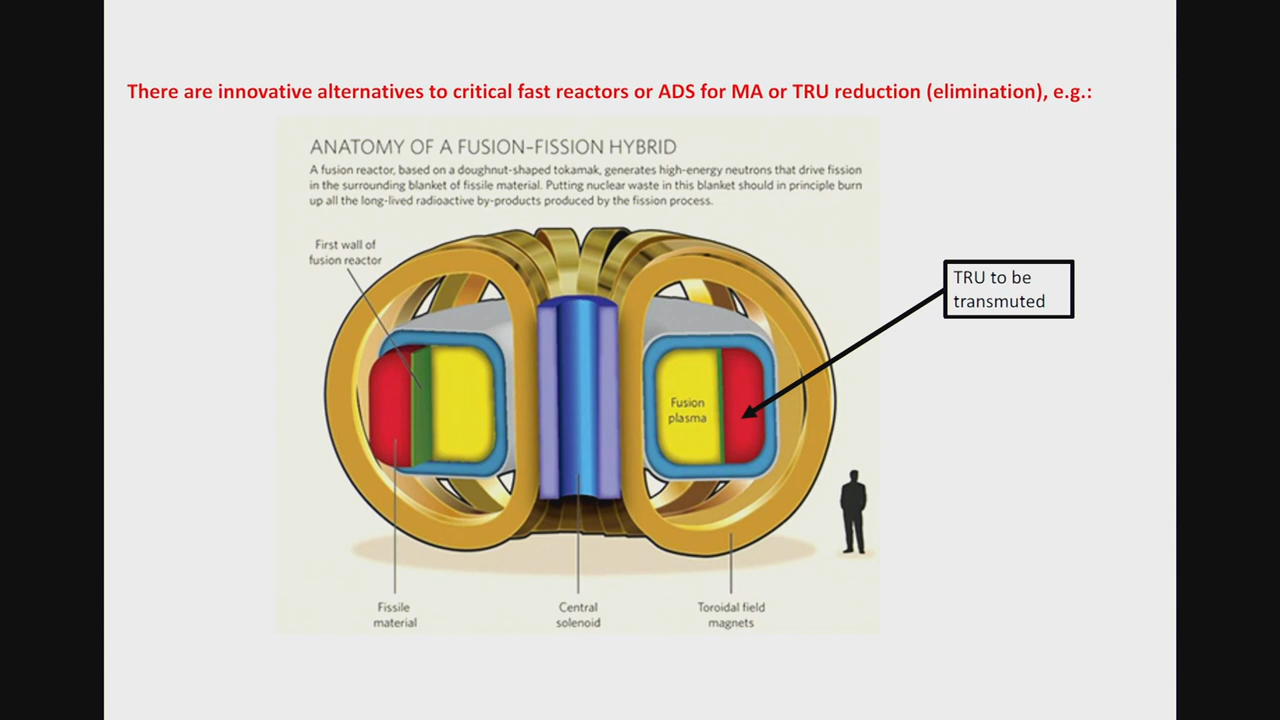 There are innovative alternatives to critical fast reactors or ADS for MA or TRU reduction (elimination), e.g.:
ANATOMY OF A FUSION–FISSION HYBRID
A fusion reactor, based on a doughnut-shaped tokamak, generates high-energy neutrons that drive fission
in the surrounding blanket of fissile material. Putting nuclear waste in this blanket should in principle burn
up all the long-lived radioactive by-products produced by the fission process.
First wall of
fusion reactor
TRU to be
transmuted
Fusion
plasma
Fissile
material
Central
solenoid
Toroidal field
magnets